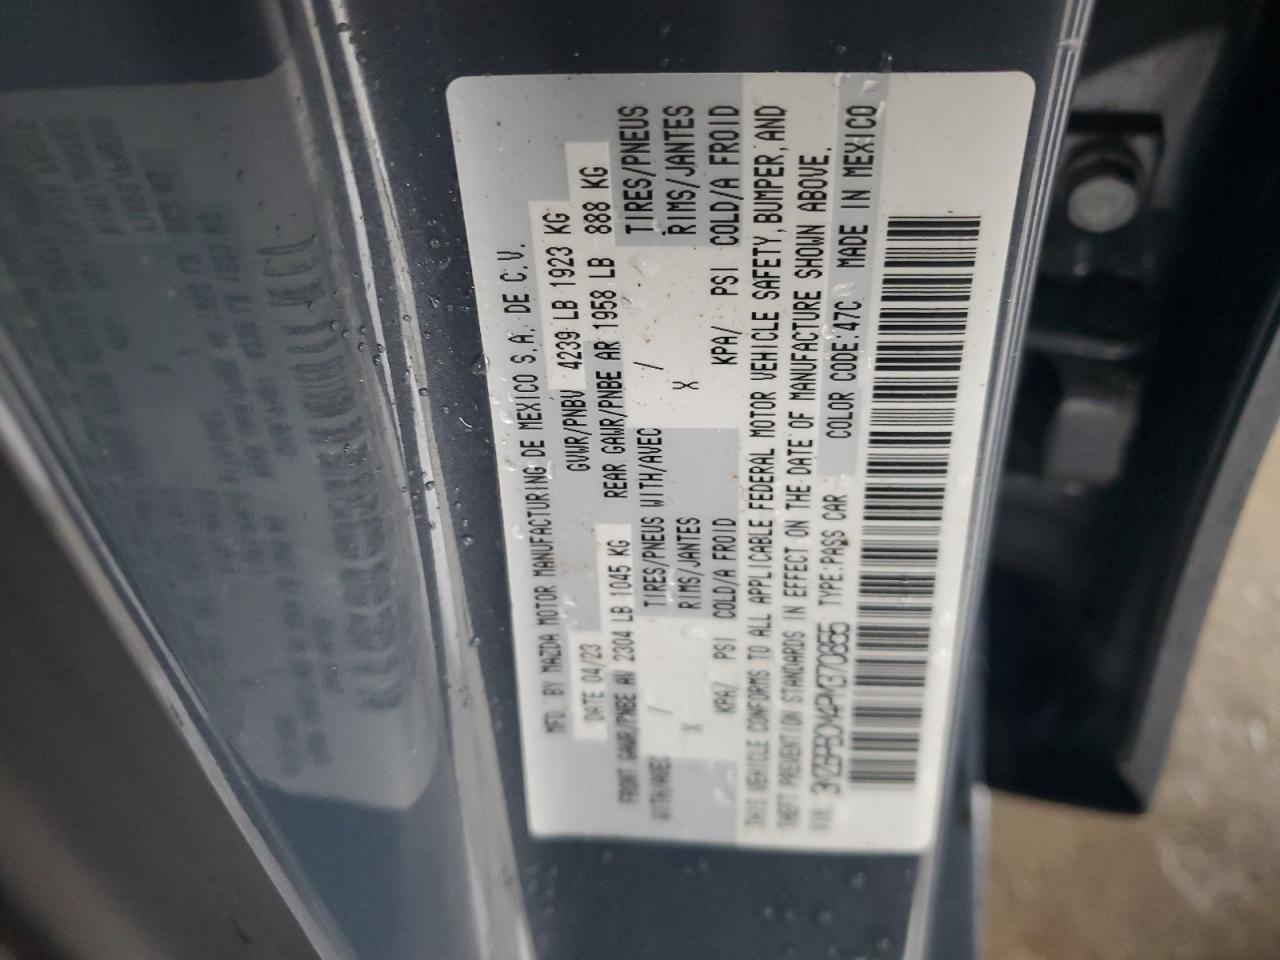 MFD. BY MAZDA MOTOR MANUFACTURING DE MEXICO S.A. DE C.V.
DATE 04/23 GVWR/PNBV 4239 LB 1923 KG
FRONT GAWR/PNBE AV 2304 LB 1045 KG REAR GAWR/PNBE AR 1958 LB 888 KG
WITH/AVEC / TIRES/PNEUS WITH/AVEC / TIRES/PNEUS
X RIMS/JANTES X RIMS/JANTES
KPA/ PSI COLD/A FROID KPA/ PSI COLD/A FROID
THIS VEHICLE CONFORMS TO ALL APPLICABLE FEDERAL MOTOR VEHICLE SAFETY, BUMPER, AND
THEFT PREVENTION STANDARDS IN EFFECT ON THE DATE OF MANUFACTURE SHOWN ABOVE.
VIN: TYPE:PASS CAR COLOR CODE:47C MADE IN MEXICO